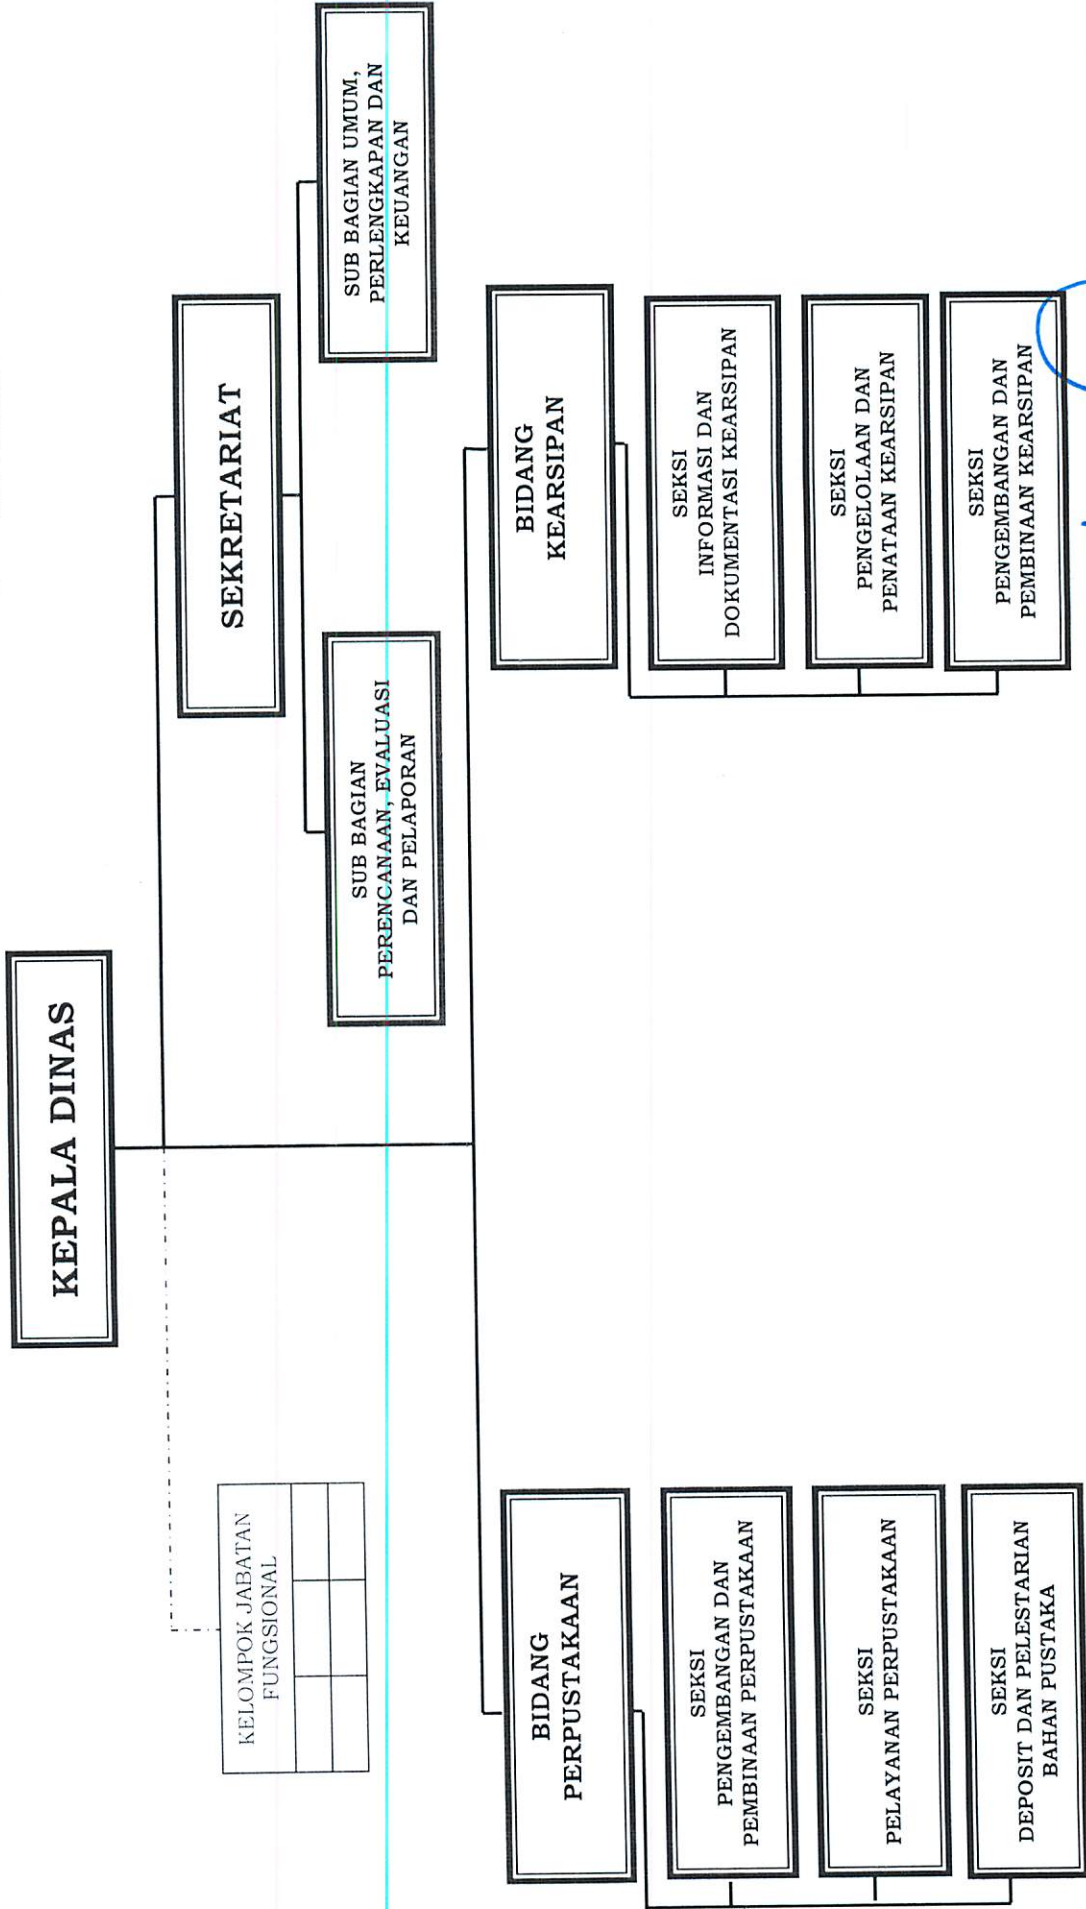 KEPALA DINAS
SEKRETARIAT
KELOMPOK JABATAN
FUNGSIONAL
SUB BAGIAN
PERENCANAAN, EVALUASI
DAN PELAPORAN
SUB BAGIAN UMUM,
PERLENGKAPAN DAN
KEUANGAN
BIDANG
PERPUSTAKAAN
SEKSI
PENGEMBANGAN DAN
PEMBINAAN PERPUSTAKAAN
SEKSI
PELAYANAN PERPUSTAKAAN
SEKSI
DEPOSIT DAN PELESTARIAN
BAHAN PUSTAKA
BIDANG
KEARSIPAN
SEKSI
INFORMASI DAN
DOKUMENTASI KEARSIPAN
SEKSI
PENGELOLAAN DAN
PENATAAN KEARSIPAN
SEKSI
PENGEMBANGAN DAN
PEMBINAAN KEARSIPAN